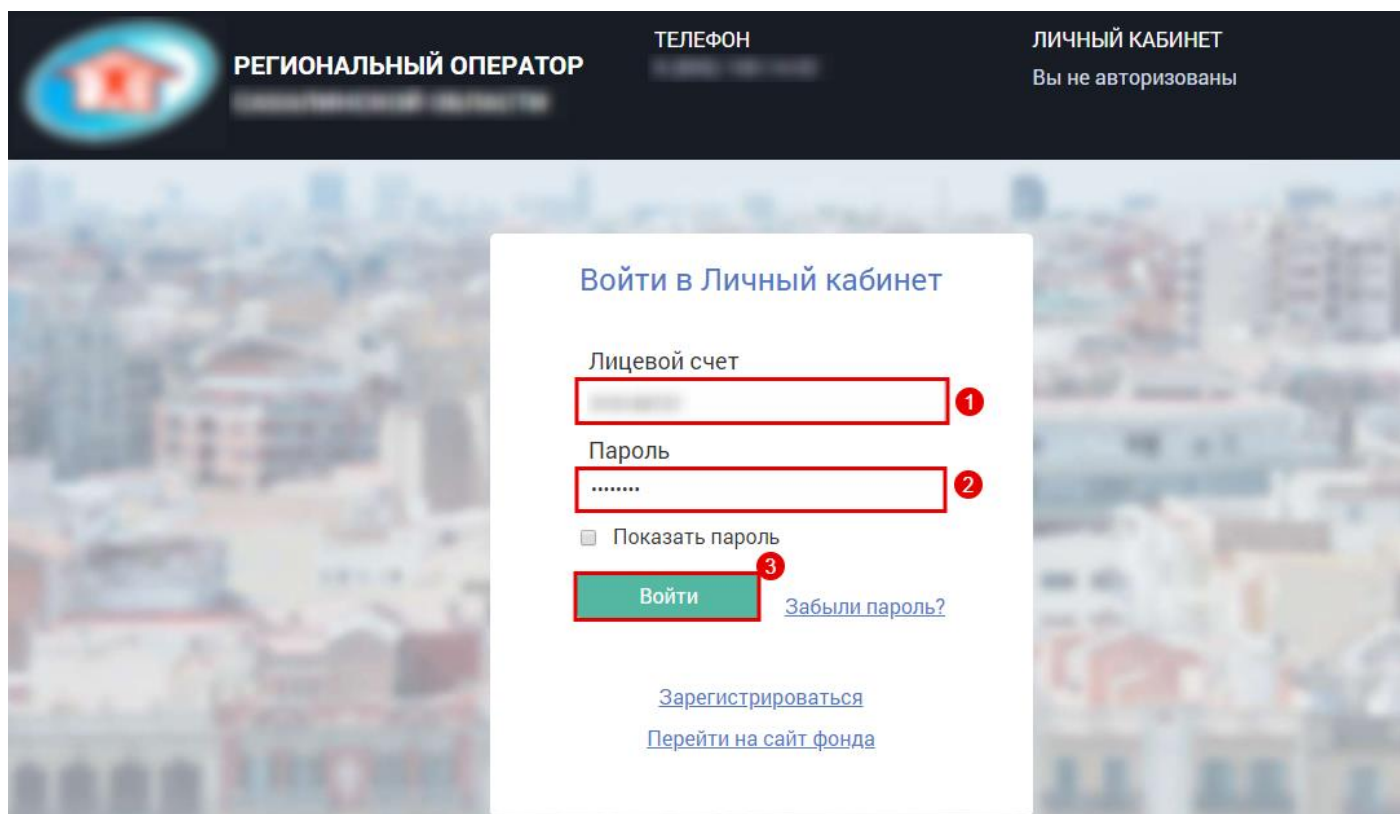 РЕГИОНАЛЬНЫЙ ОПЕРАТОР
ТЕЛЕФОН
ЛИЧНЫЙ КАБИНЕТ
Вы не авторизованы
Войти в Личный кабинет
Лицевой счет
1
Пароль
........
2
Показать пароль
3
Войти
Забыли пароль?
Зарегистрироваться
Перейти на сайт фонда